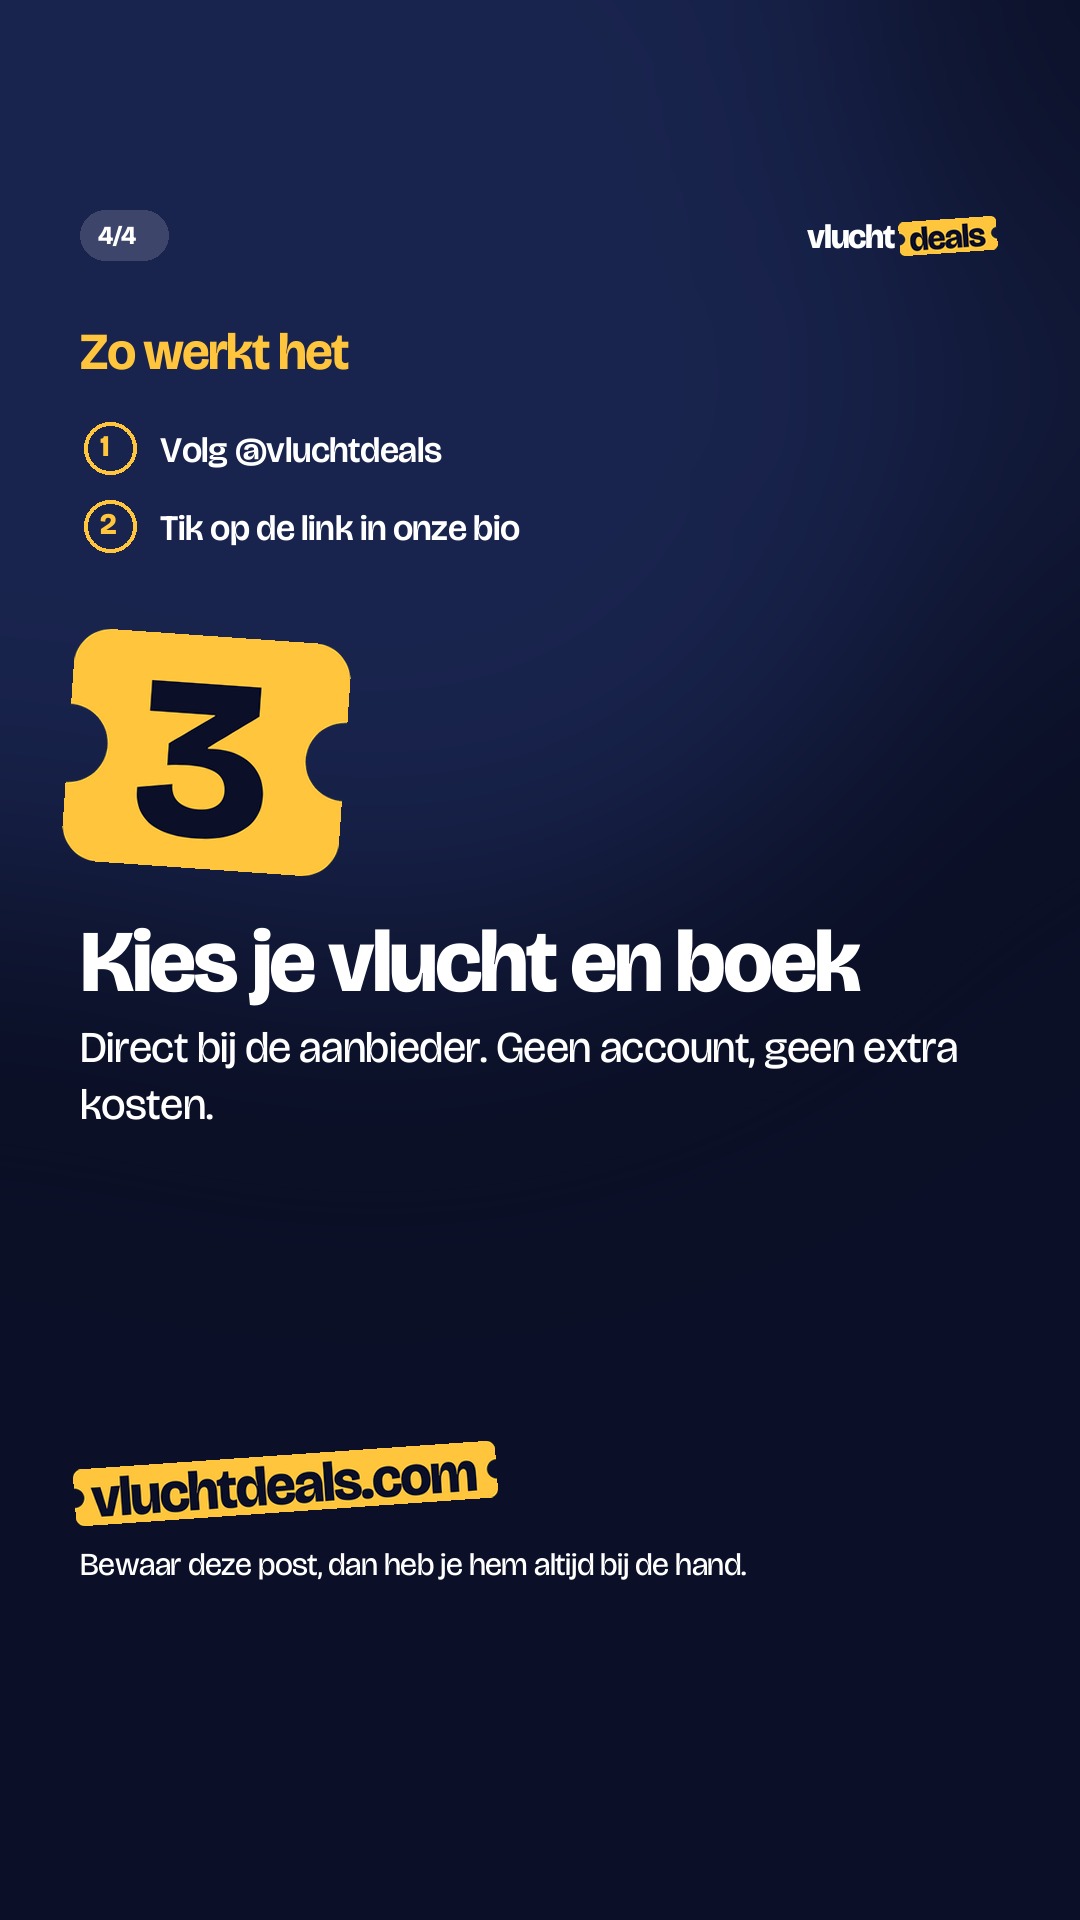 4/4
vlucht deals
Zo werkt het
1 Volg @vluchtdeals
2 Tik op de link in onze bio
3
Kies je vlucht en boek
Direct bij de aanbieder. Geen account, geen extra
kosten.
vluchtdeals.com
Bewaar deze post, dan heb je hem altijd bij de hand.